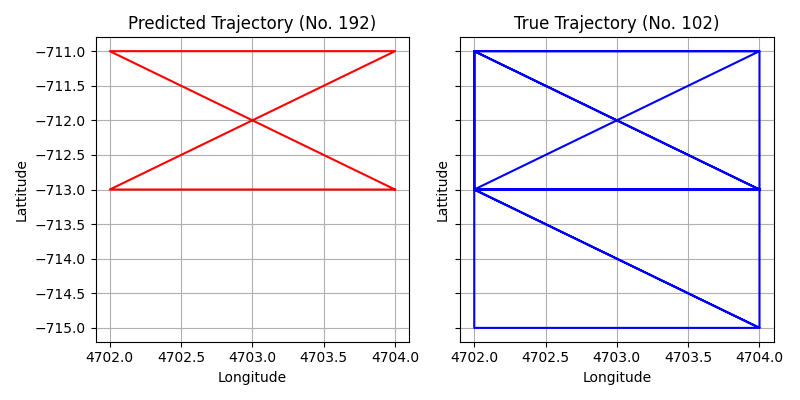 Predicted Trajectory (No. 192)
True Trajectory (No. 102)
Lattitude
−711.0
−711.5
−712.0
−712.5
−713.0
−713.5
−714.0
−714.5
−715.0
4702.0 4702.5 4703.0 4703.5 4704.0
Longitude
Lattitude
4702.0 4702.5 4703.0 4703.5 4704.0
Longitude